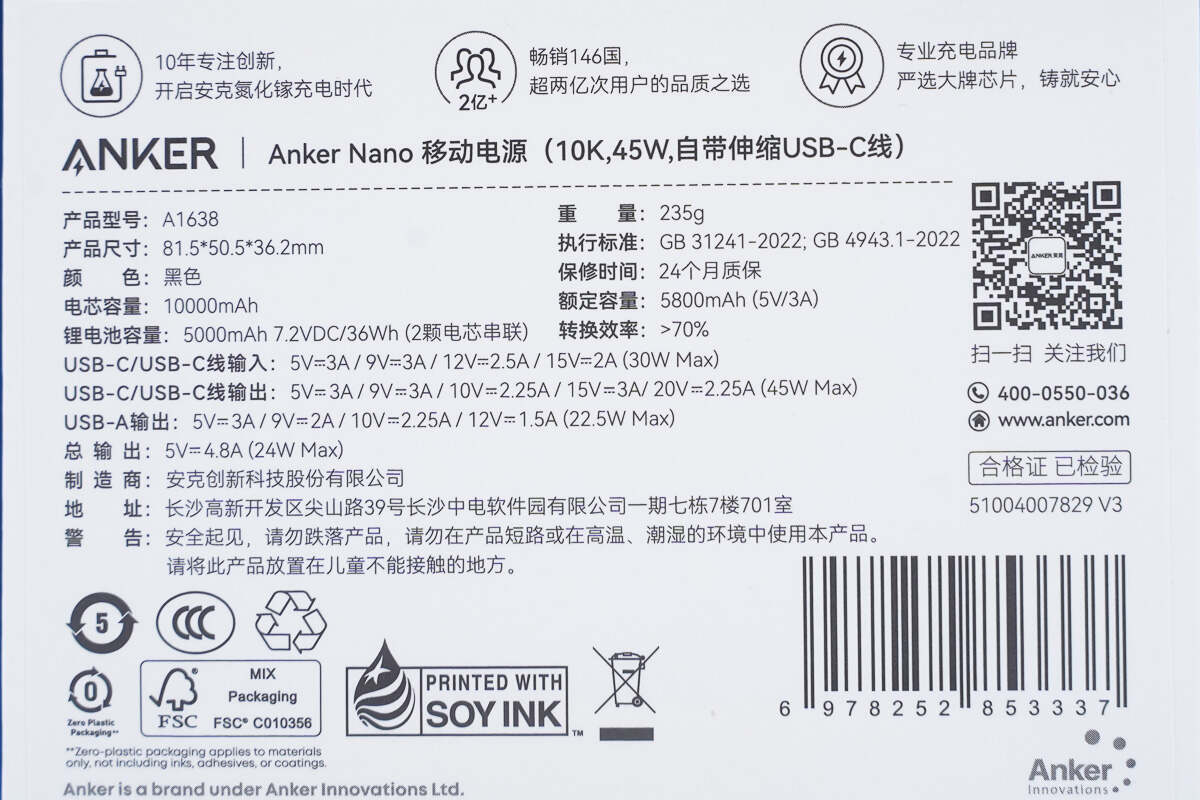 10年专注创新,
开启安克氮化镓充电时代
2亿+
畅销146国,
超两亿次用户的品质之选
专业充电品牌
严选大牌芯片，铸就安心
ANKER | Anker Nano 移动电源（10K,45W,自带伸缩USB-C线）
产品型号：A1638
产品尺寸：81.5*50.5*36.2mm
颜 色：黑色
电芯容量：10000mAh
锂电池容量：5000mAh 7.2VDC/36Wh (2颗电芯串联)
重 量：235g
执行标准：GB 31241-2022; GB 4943.1-2022
保修时间：24个月质保
额定容量：5800mAh (5V/3A)
转换效率：>70%
USB-C/USB-C线输入：5V⎓3A / 9V⎓3A / 12V⎓2.5A / 15V⎓2A (30W Max)
USB-C/USB-C线输出：5V⎓3A / 9V⎓3A / 10V⎓2.25A / 15V⎓3A/ 20V⎓2.25A (45W Max)
USB-A输出：5V⎓3A / 9V⎓2A / 10V⎓2.25A / 12V⎓1.5A (22.5W Max)
总 输 出：5V⎓4.8A (24W Max)
制 造 商：安克创新科技股份有限公司
地 址：长沙高新开发区尖山路39号长沙中电软件园有限公司一期七栋7楼701室
警 告：安全起见，请勿跌落产品，请勿在产品短路或在高温、潮湿的环境中使用本产品。
请将此产品放置在儿童不能接触的地方。
ANKER 安克
扫一扫 关注我们
400-0550-036
www.anker.com
合格证 已检验
51004007829 V3
5
CCC
0
Zero Plastic
Packaging**
FSC
MIX
Packaging
FSC® C010356
PRINTED WITH
SOY INK™
6 978252 853337
**Zero-plastic packaging applies to materials
only, not including inks, adhesives, or coatings.
Anker is a brand under Anker Innovations Ltd.
Anker
Innovations